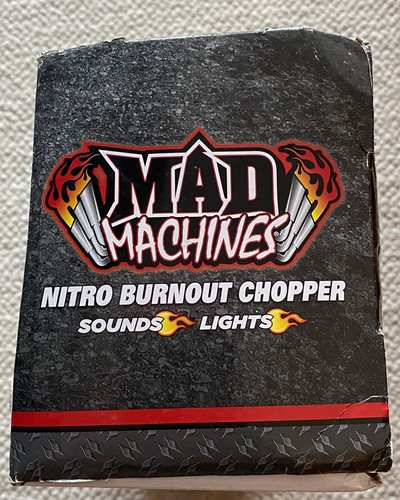 MAD
MACHINES
NITRO BURNOUT CHOPPER
SOUNDS LIGHTS